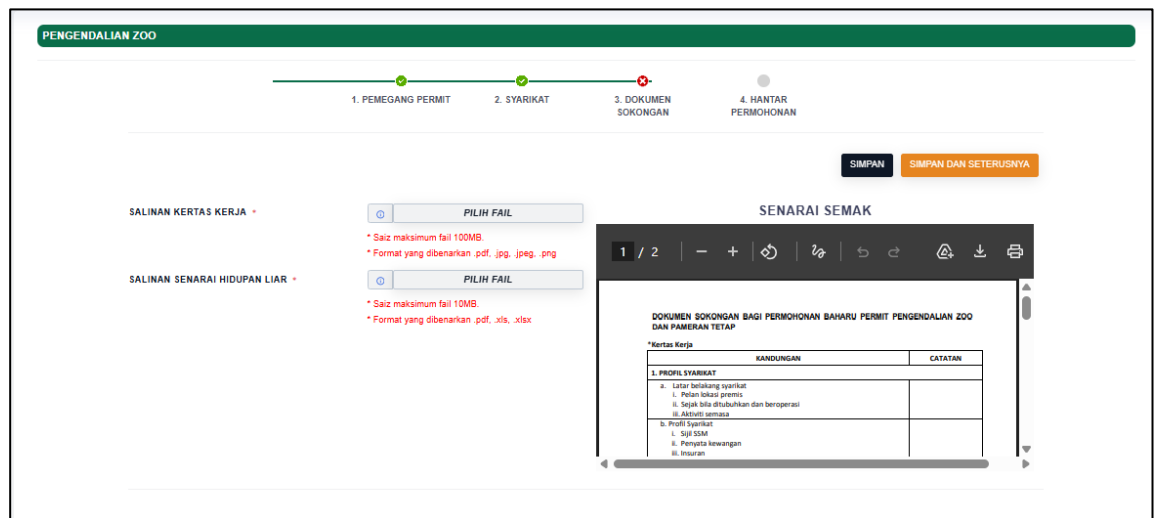 PENGENDALIAN ZOO
1. PEMEGANG PERMIT
2. SYARIKAT
3. DOKUMEN
SOKONGAN
4. HANTAR
PERMOHONAN
SIMPAN
SIMPAN DAN SETERUSNYA
SALINAN KERTAS KERJA *
PILIH FAIL
* Saiz maksimum fail 100MB.
* Format yang dibenarkan .pdf, .jpg, .jpeg, .png
SALINAN SENARAI HIDUPAN LIAR *
PILIH FAIL
* Saiz maksimum fail 10MB.
* Format yang dibenarkan .pdf, .xls, .xlsx
SENARAI SEMAK
1 / 2
DOKUMEN SOKONGAN BAGI PERMOHONAN BAHARU PERMIT PENGENDALIAN ZOO
DAN PAMERAN TETAP
*Kertas Kerja
KANDUNGAN CATATAN
1. PROFIL SYARIKAT
a. Latar belakang syarikat
i. Pelan lokasi premis
ii. Sejak bila ditubuhkan dan beroperasi
iii. Aktiviti semasa
b. Profil Syarikat
i. Sijil SSM
ii. Penyata kewangan
iii. Insuran